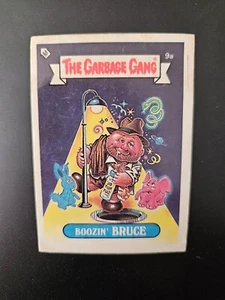 THE GARBAGE GANG
9a
BOOZIN' BRUCE